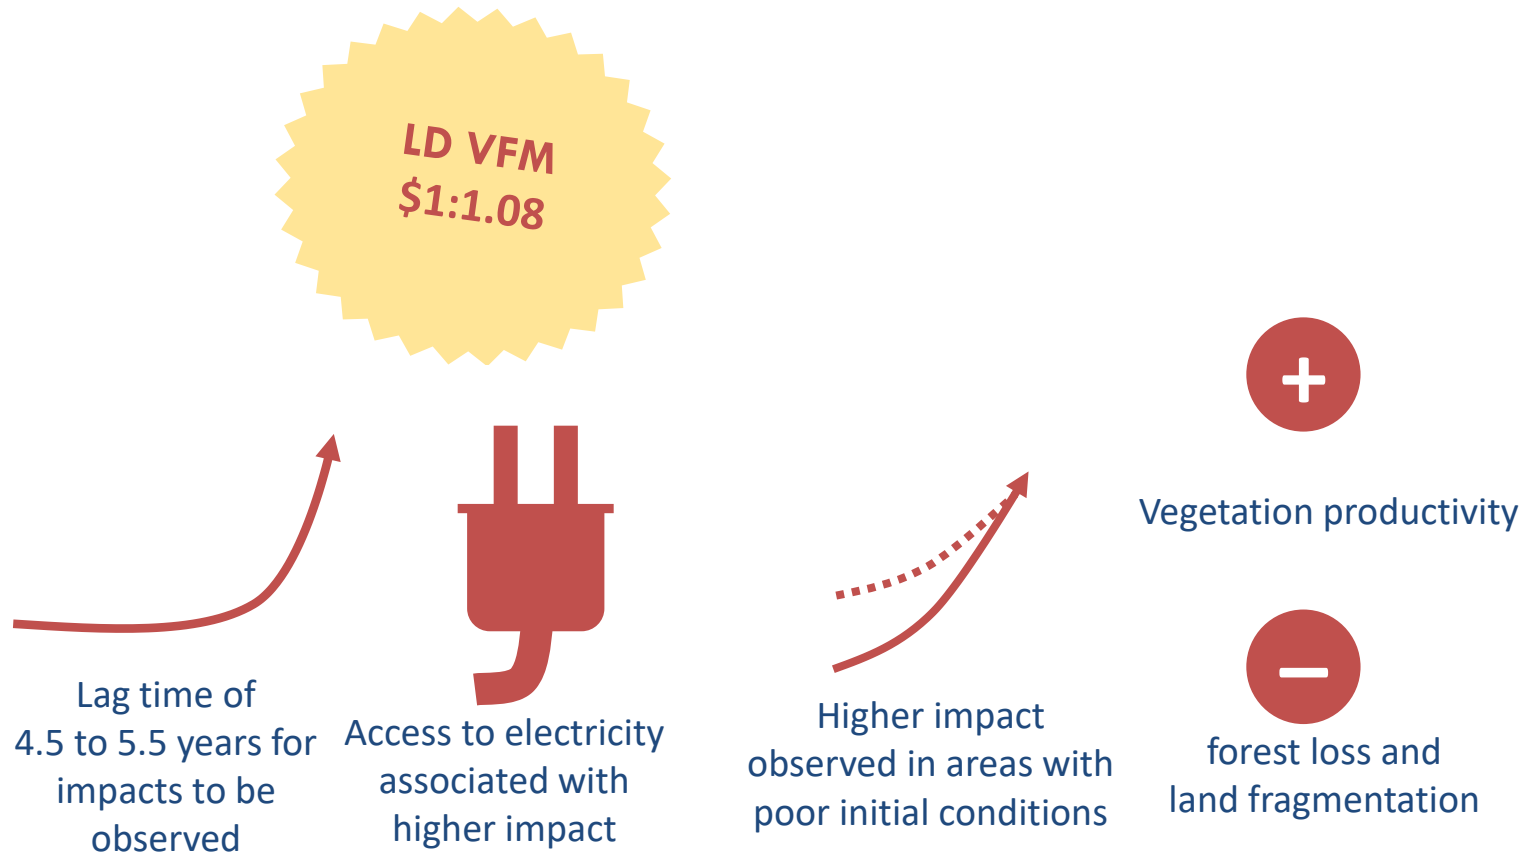 LD VFM
$1:1.08
Lag time of
4.5 to 5.5 years for
impacts to be
observed
Access to electricity
associated with
higher impact
Higher impact
observed in areas with
poor initial conditions
+
Vegetation productivity
–
forest loss and
land fragmentation